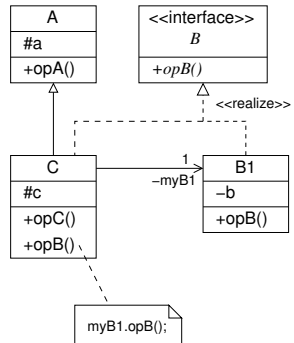 A
#a
+opA()
<<interface>>
B
+opB()
<<realize>>
C
#c
+opC()
+opB()
1
−myB1
B1
−b
+opB()
myB1.opB();